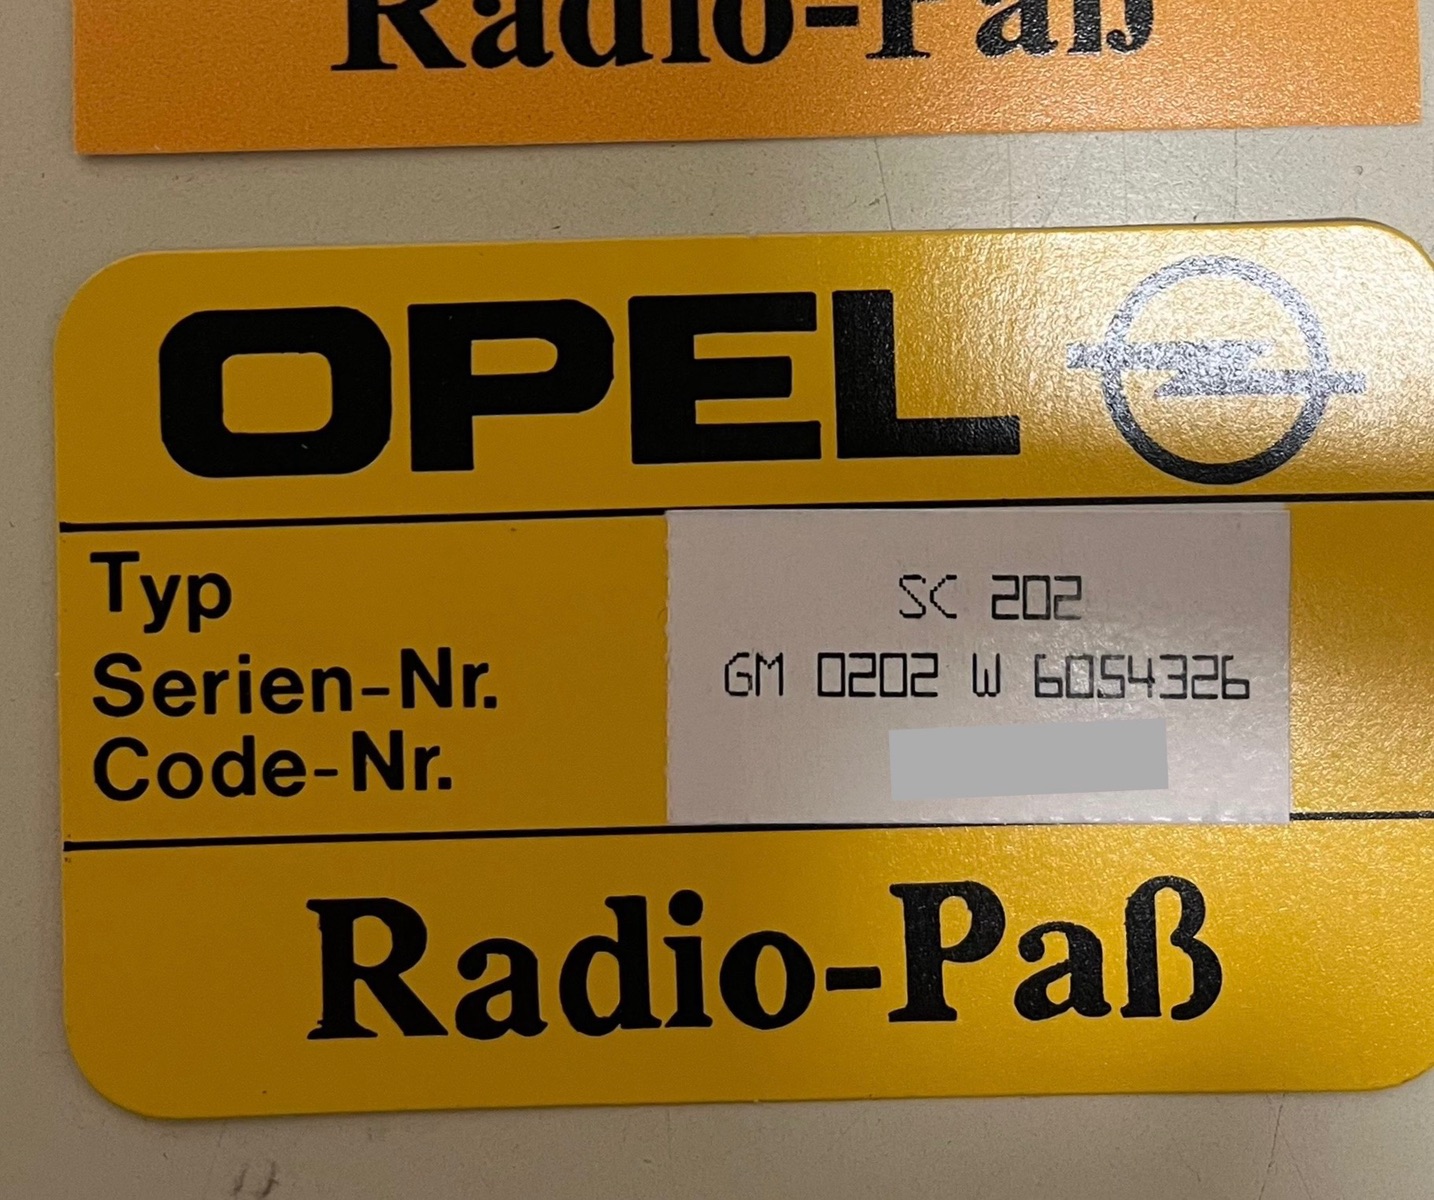 Radio-Paß
OPEL
Typ SC 202
Serien-Nr. GM 0202 W 6054326
Code-Nr.
Radio-Paß